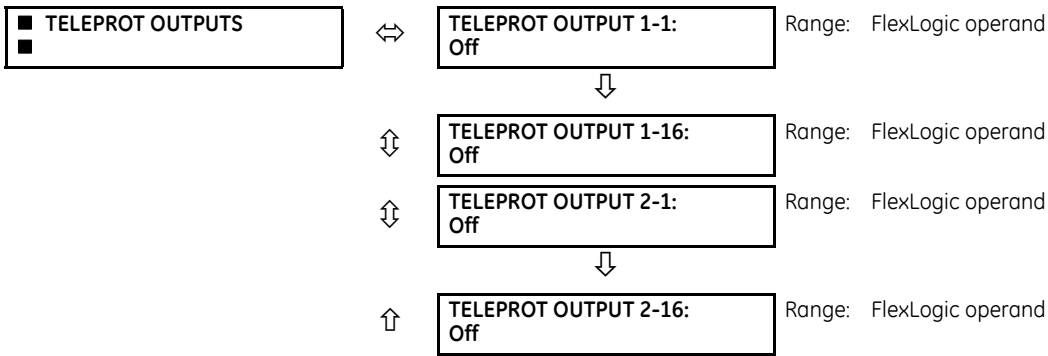 ■ TELEPROT OUTPUTS
■
TELEPROT OUTPUT 1-1:
Off
Range: FlexLogic operand
TELEPROT OUTPUT 1-16:
Off
Range: FlexLogic operand
TELEPROT OUTPUT 2-1:
Off
Range: FlexLogic operand
TELEPROT OUTPUT 2-16:
Off
Range: FlexLogic operand